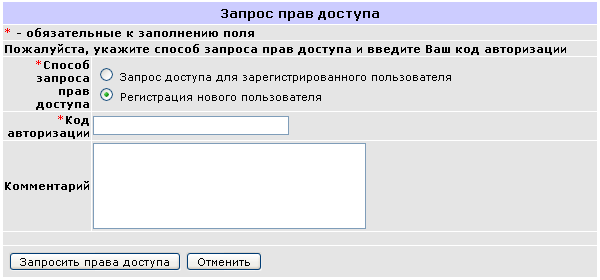 Запрос прав доступа
* - обязательные к заполнению поля
Пожалуйста, укажите способ запроса прав доступа и введите Ваш код авторизации
*Способ
запроса
прав
доступа
Запрос доступа для зарегистрированного пользователя
Регистрация нового пользователя
*Код
авторизации
Комментарий
Запросить права доступа
Отменить